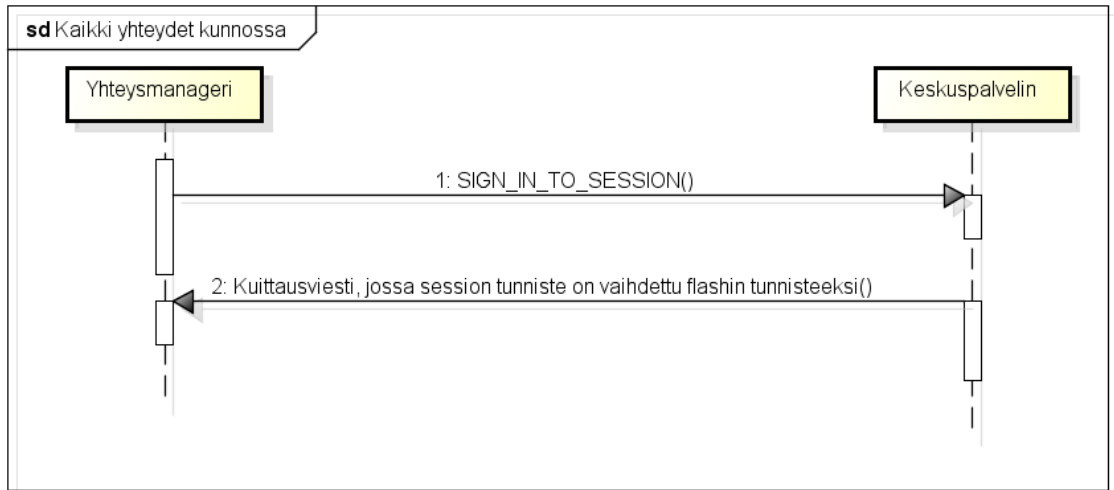 sd Kaikki yhteydet kunnossa
Yhteysmanageri
Keskuspalvelin
1: SIGN_IN_TO_SESSION()
2: Kuittausviesti, jossa session tunniste on vaihdettu flashin tunnisteeksi()